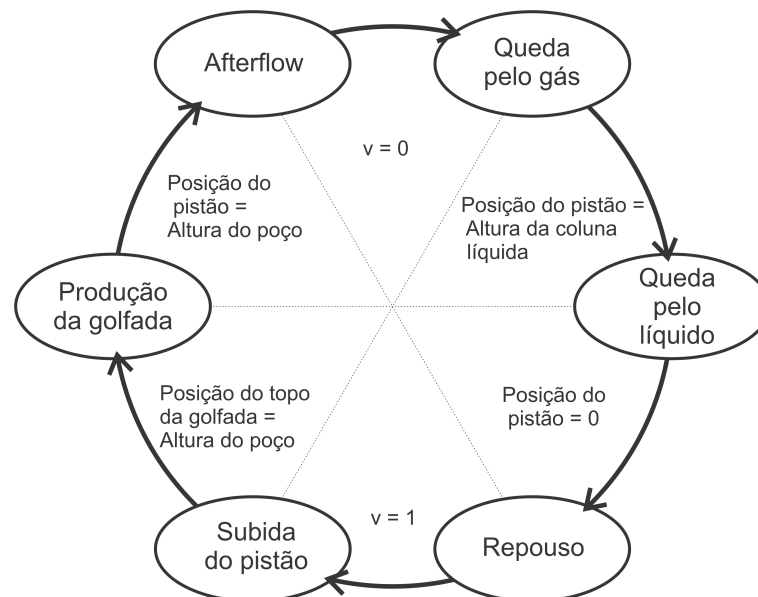 Afterflow
Queda
pelo gás
v = 0
Posição do
pistão =
Altura do poço
Posição do pistão =
Altura da coluna
líquida
Produção
da golfada
Queda
pelo
líquido
Posição do topo
da golfada =
Altura do poço
Posição do
pistão = 0
v = 1
Subida
do pistão
Repouso